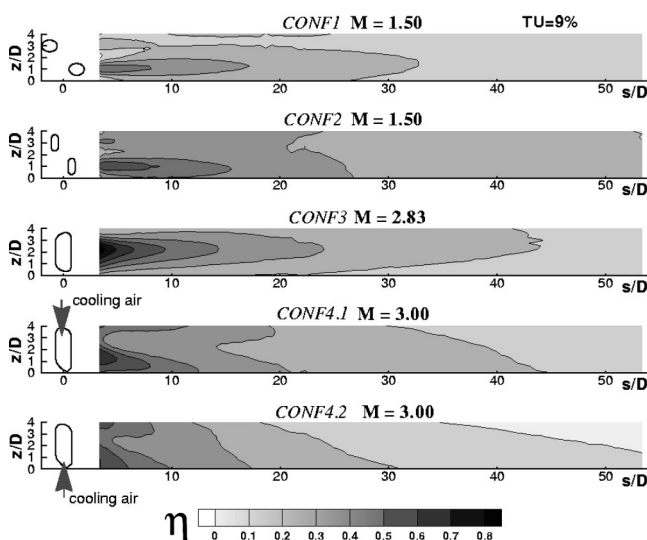 CONF1 M = 1.50 TU=9%
z/D
4
3
2
1
0
0 10 20 30 40 50 s/D
CONF2 M = 1.50
z/D
4
3
2
1
0
0 10 20 30 40 50 s/D
CONF3 M = 2.83
z/D
4
3
2
1
0
0 10 20 30 40 50 s/D
cooling air
CONF4.1 M = 3.00
z/D
4
3
2
1
0
0 10 20 30 40 50 s/D
CONF4.2 M = 3.00
z/D
4
3
2
1
0
0 10 20 30 40 50 s/D
cooling air
η
0 0.1 0.2 0.3 0.4 0.5 0.6 0.7 0.8